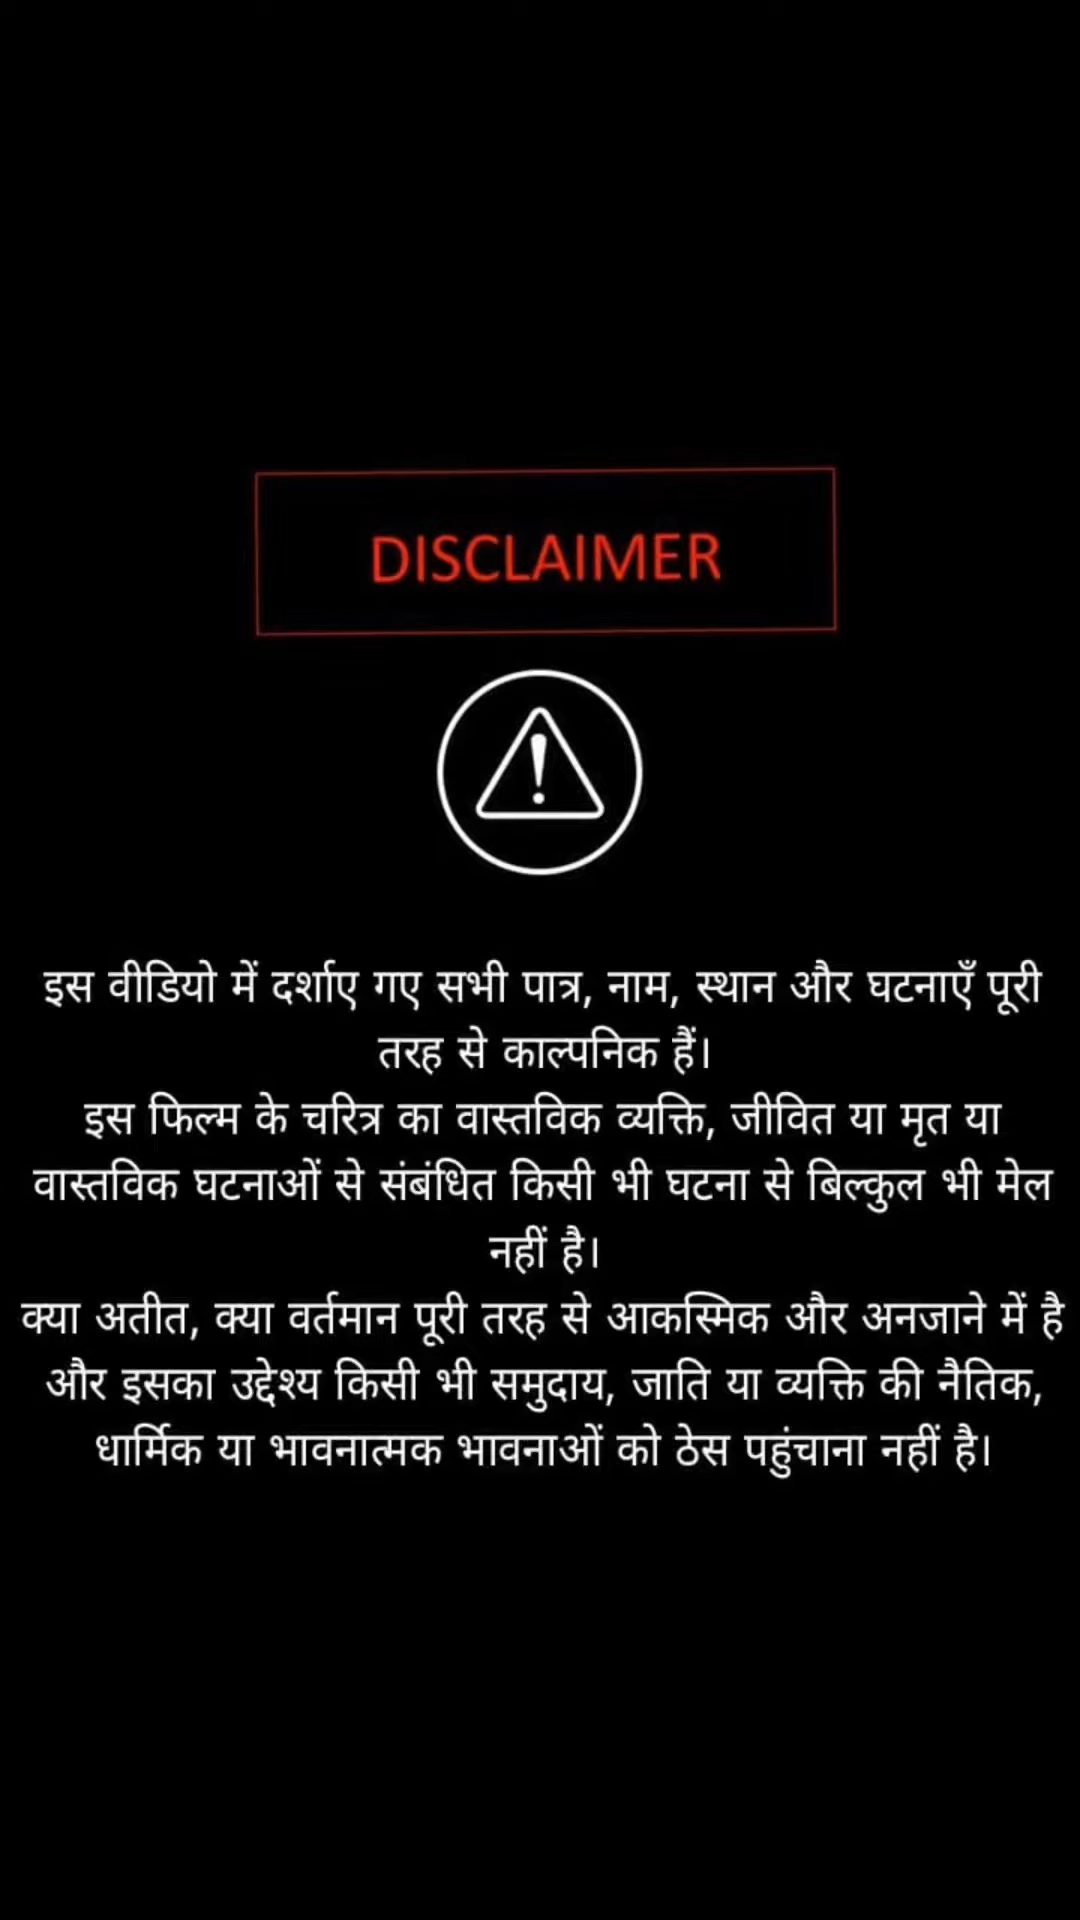 DISCLAIMER
इस वीडियो में दर्शाए गए सभी पात्र, नाम, स्थान और घटनाएँ पूरी
तरह से काल्पनिक हैं।
इस फिल्म के चरित्र का वास्तविक व्यक्ति, जीवित या मृत या
वास्तविक घटनाओं से संबंधित किसी भी घटना से बिल्कुल भी मेल
नहीं है।
क्या अतीत, क्या वर्तमान पूरी तरह से आकस्मिक और अनजाने में है
और इसका उद्देश्य किसी भी समुदाय, जाति या व्यक्ति की नैतिक,
धार्मिक या भावनात्मक भावनाओं को ठेस पहुंचाना नहीं है।